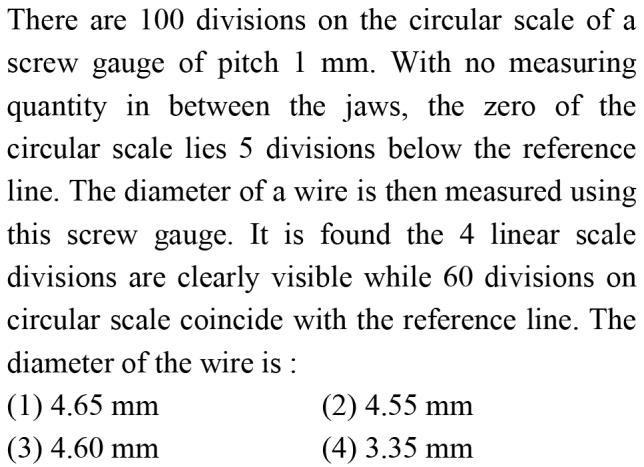 There are 100 divisions on the circular scale of a
screw gauge of pitch 1 mm. With no measuring
quantity in between the jaws, the zero of the
circular scale lies 5 divisions below the reference
line. The diameter of a wire is then measured using
this screw gauge. It is found the 4 linear scale
divisions are clearly visible while 60 divisions on
circular scale coincide with the reference line. The
diameter of the wire is :
(1) 4.65 mm (2) 4.55 mm
(3) 4.60 mm (4) 3.35 mm